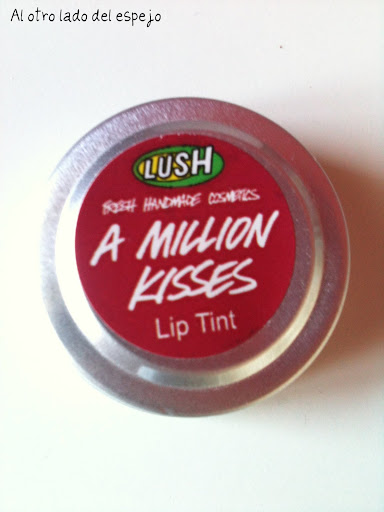 Al otro lado del espejo
LUSH
FRESH HANDMADE COSMETICS
A MILLION
KISSES
Lip Tint